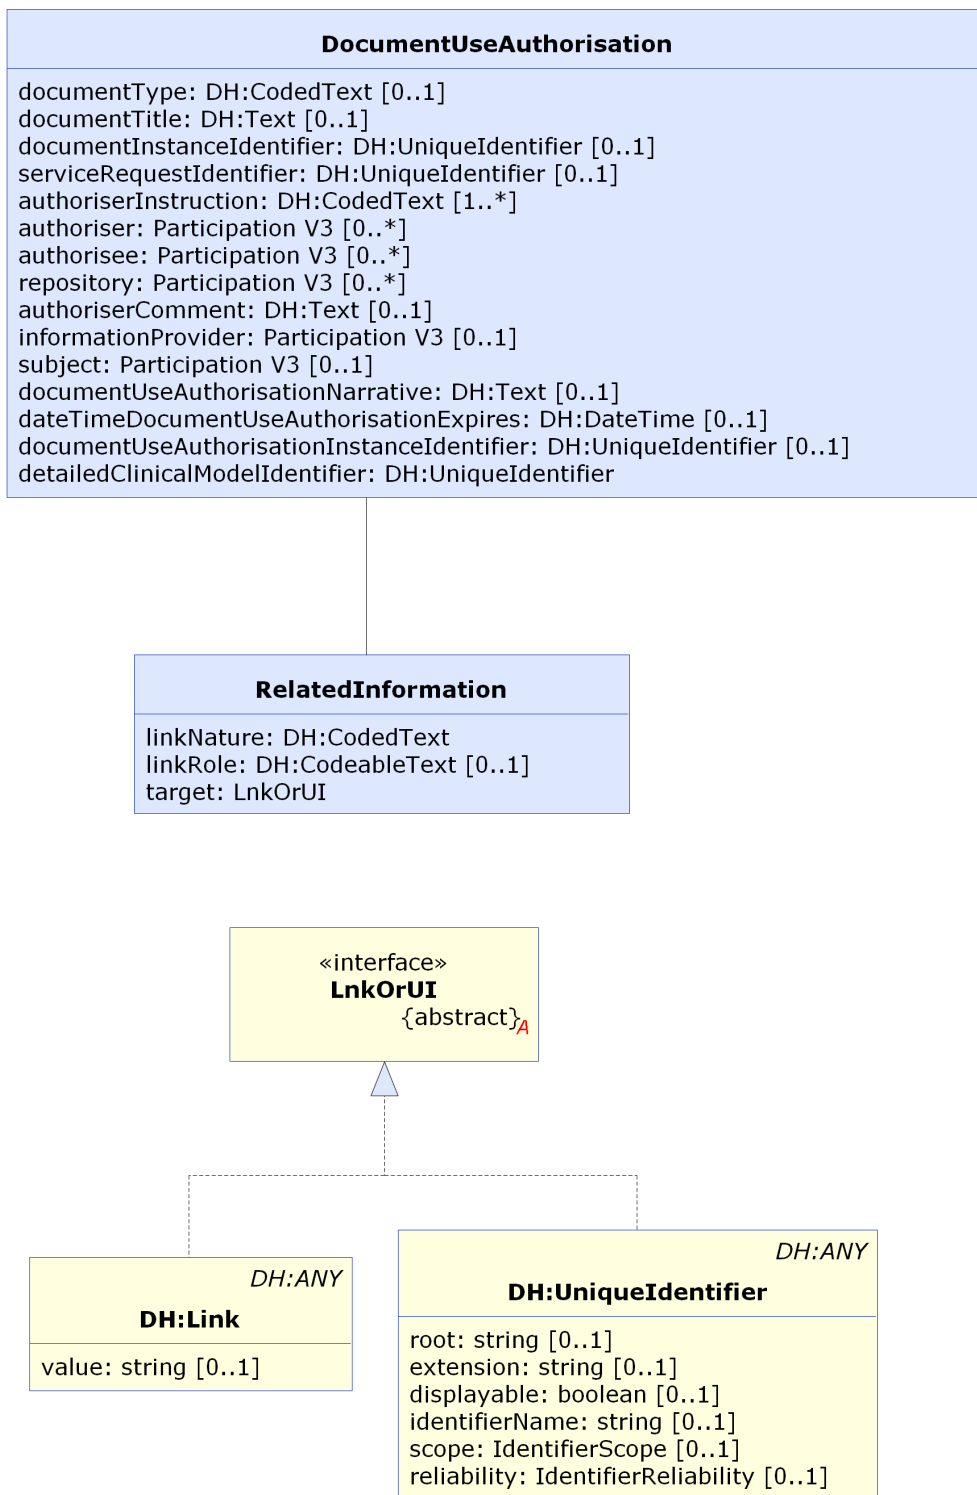 DocumentUseAuthorisation
documentType: DH:CodedText [0..1]
documentTitle: DH:Text [0..1]
documentInstanceIdentifier: DH:UniqueIdentifier [0..1]
serviceRequestIdentifier: DH:UniqueIdentifier [0..1]
authoriserInstruction: DH:CodedText [1..*]
authoriser: Participation V3 [0..*]
authorisee: Participation V3 [0..*]
repository: Participation V3 [0..*]
authoriserComment: DH:Text [0..1]
informationProvider: Participation V3 [0..1]
subject: Participation V3 [0..1]
documentUseAuthorisationNarrative: DH:Text [0..1]
dateTimeDocumentUseAuthorisationExpires: DH:DateTime [0..1]
documentUseAuthorisationInstanceIdentifier: DH:UniqueIdentifier [0..1]
detailedClinicalModelIdentifier: DH:UniqueIdentifier
RelatedInformation
linkNature: DH:CodedText
linkRole: DH:CodeableText [0..1]
target: LnkOrUI
«interface»
LnkOrUI
{abstract}
A
DH:ANY
DH:Link
value: string [0..1]
DH:ANY
DH:UniqueIdentifier
root: string [0..1]
extension: string [0..1]
displayable: boolean [0..1]
identifierName: string [0..1]
scope: IdentifierScope [0..1]
reliability: IdentifierReliability [0..1]